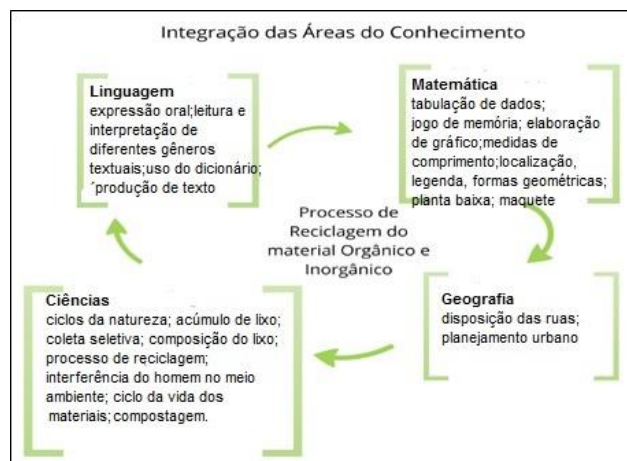 Integração das Áreas do Conhecimento
Linguagem
expressão oral;leitura e
interpretação de
diferentes gêneros
textuais;uso do dicionário;
´produção de texto
Matemática
tabulação de dados;
jogo de memória; elaboração
de gráfico;medidas de
comprimento;localização,
legenda, formas geométricas;
planta baixa; maquete
Processo de
Reciclagem do
material Orgânico e
Inorgânico
Ciências
ciclos da natureza; acúmulo de lixo;
coleta seletiva; composição do lixo;
processo de reciclagem;
interferência do homem no meio
ambiente; ciclo da vida dos
materiais; compostagem.
Geografia
disposição das ruas;
planejamento urbano